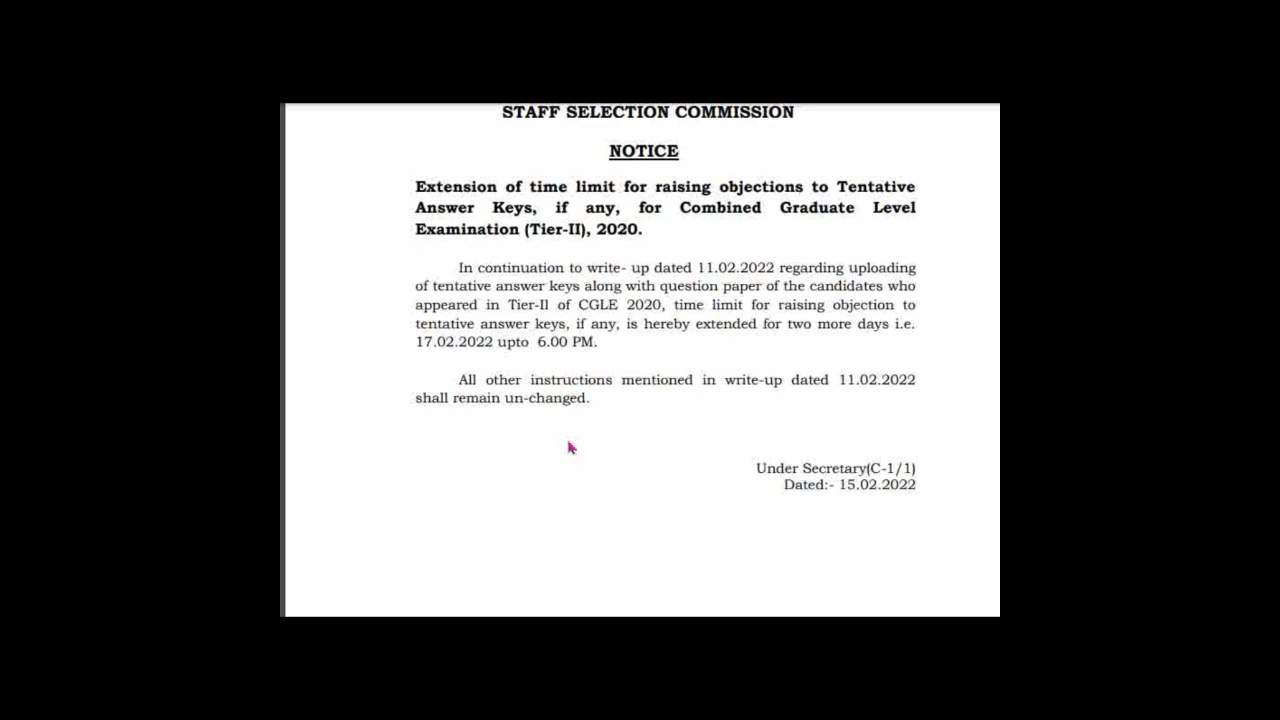 STAFF SELECTION COMMISSION
NOTICE
Extension of time limit for raising objections to Tentative
Answer Keys, if any, for Combined Graduate Level
Examination (Tier-II), 2020.
In continuation to write- up dated 11.02.2022 regarding uploading
of tentative answer keys along with question paper of the candidates who
appeared in Tier-II of CGLE 2020, time limit for raising objection to
tentative answer keys, if any, is hereby extended for two more days i.e.
17.02.2022 upto 6.00 PM.
All other instructions mentioned in write-up dated 11.02.2022
shall remain un-changed.
Under Secretary(C-1/1)
Dated:- 15.02.2022